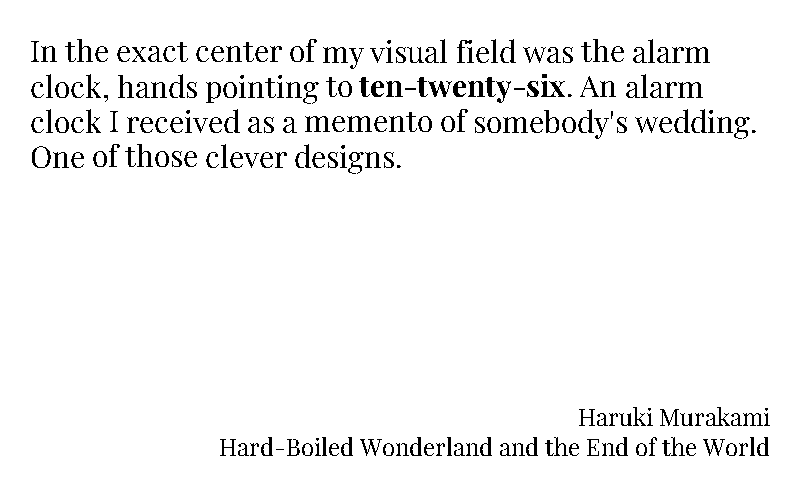 In the exact center of my visual field was the alarm
clock, hands pointing to ten-twenty-six. An alarm
clock I received as a memento of somebody's wedding.
One of those clever designs.
Haruki Murakami
Hard-Boiled Wonderland and the End of the World